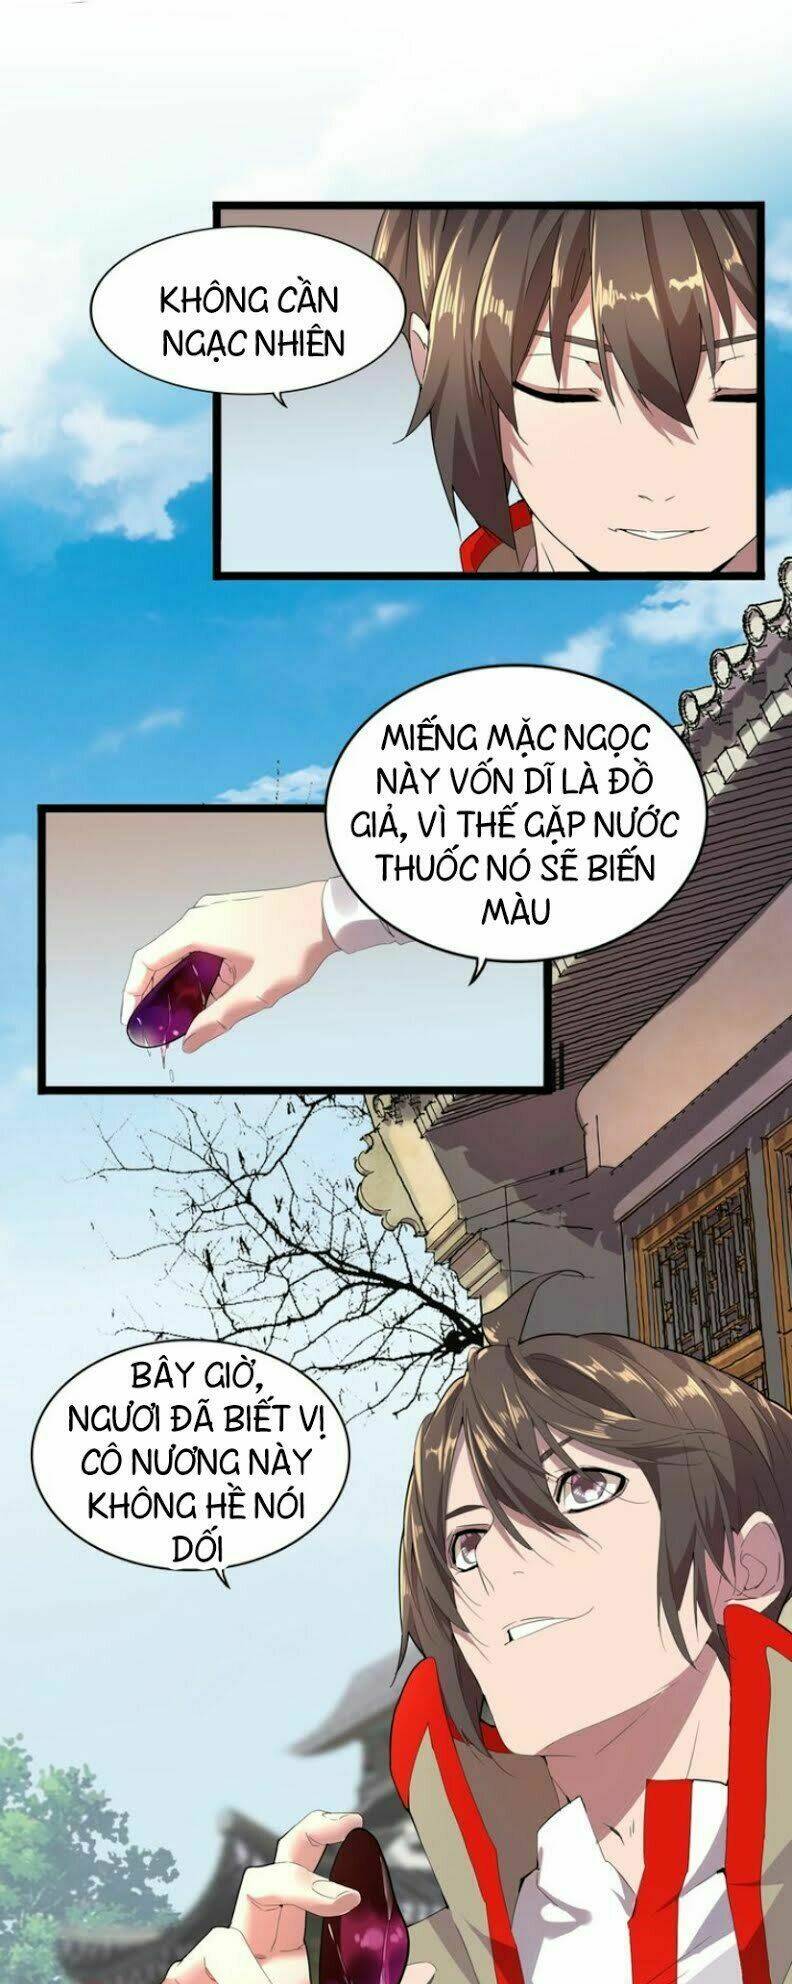 KHÔNG CẦN
NGẠC NHIÊN
MIẾNG MẶC NGỌC
NÀY VỐN DĨ LÀ ĐỒ
GIẢ, VÌ THẾ GẶP NƯỚC
THUỐC NÓ SẼ BIẾN
MÀU
BÂY GIỜ,
NGƯƠI ĐÃ BIẾT VỊ
CÔ NƯƠNG NÀY
KHÔNG HỀ NÓI
DỐI